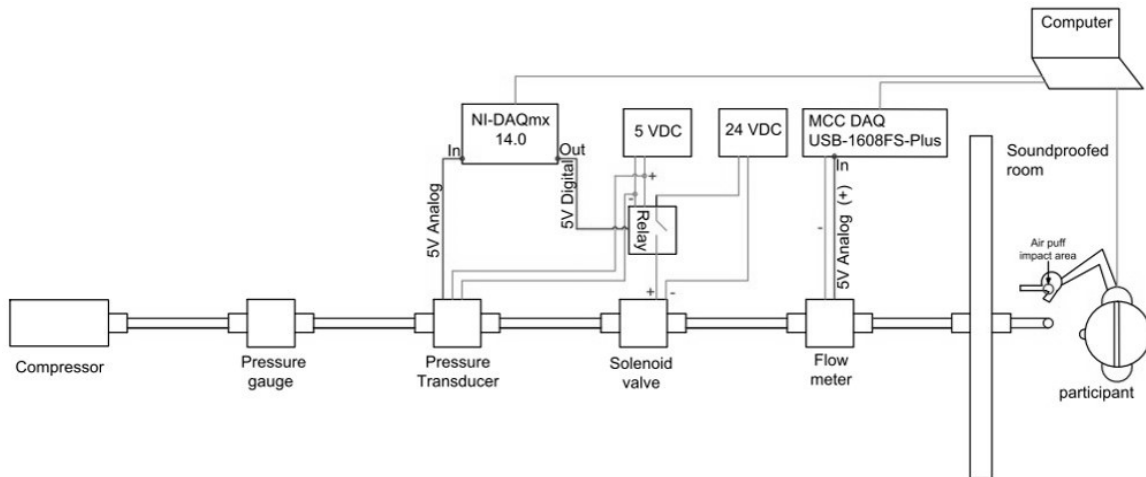 Computer
NI-DAQmx
14.0
5 VDC
24 VDC
MCC DAQ
USB-1608FS-Plus
In
Out
In
Soundproofed
room
5V Analog
5V Digital
+
-
Relay
-
5V Analog (+)
Air puff
impact area
+
-
Compressor
Pressure
gauge
Pressure
Transducer
Solenoid
valve
Flow
meter
participant